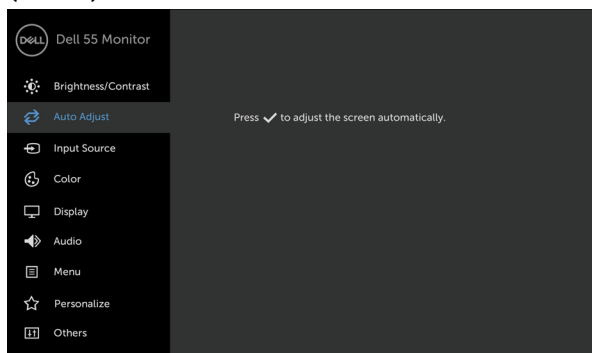 DELL
Dell 55 Monitor
Brightness/Contrast
Auto Adjust
Press ✓ to adjust the screen automatically.
Input Source
Color
Display
Audio
Menu
Personalize
Others